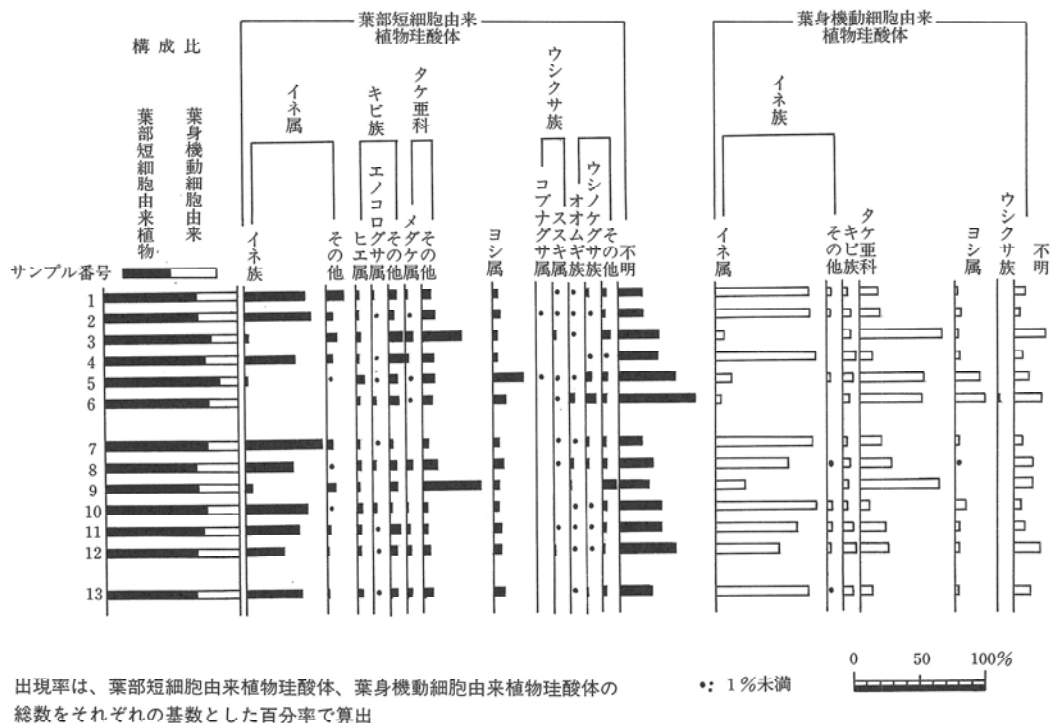 葉部短細胞由来
植物珪酸体
葉身機動細胞由来
植物珪酸体
構成比
葉部短細胞由来植物
葉身機動細胞由来
イネ属
キビ族
タケ亜科
ウシクサ族
イネ族
イネ族
その他
ヒエ属
エノコログサ属
その他
メダケ属
その他
ヨシ属
コブナグサ属
ススキ属
オオムギ族
ウシノケグサ族
その他
不明
イネ属
その他
キビ族
タケ亜科
ヨシ属
ウシクサ族
不明
サンプル番号
1
2
3
4
5
6
7
8
9
10
11
12
13
出現率は、葉部短細胞由来植物珪酸体、葉身機動細胞由来植物珪酸体の
総数をそれぞれの基数とした百分率で算出
•: 1%未満
0 50 100%